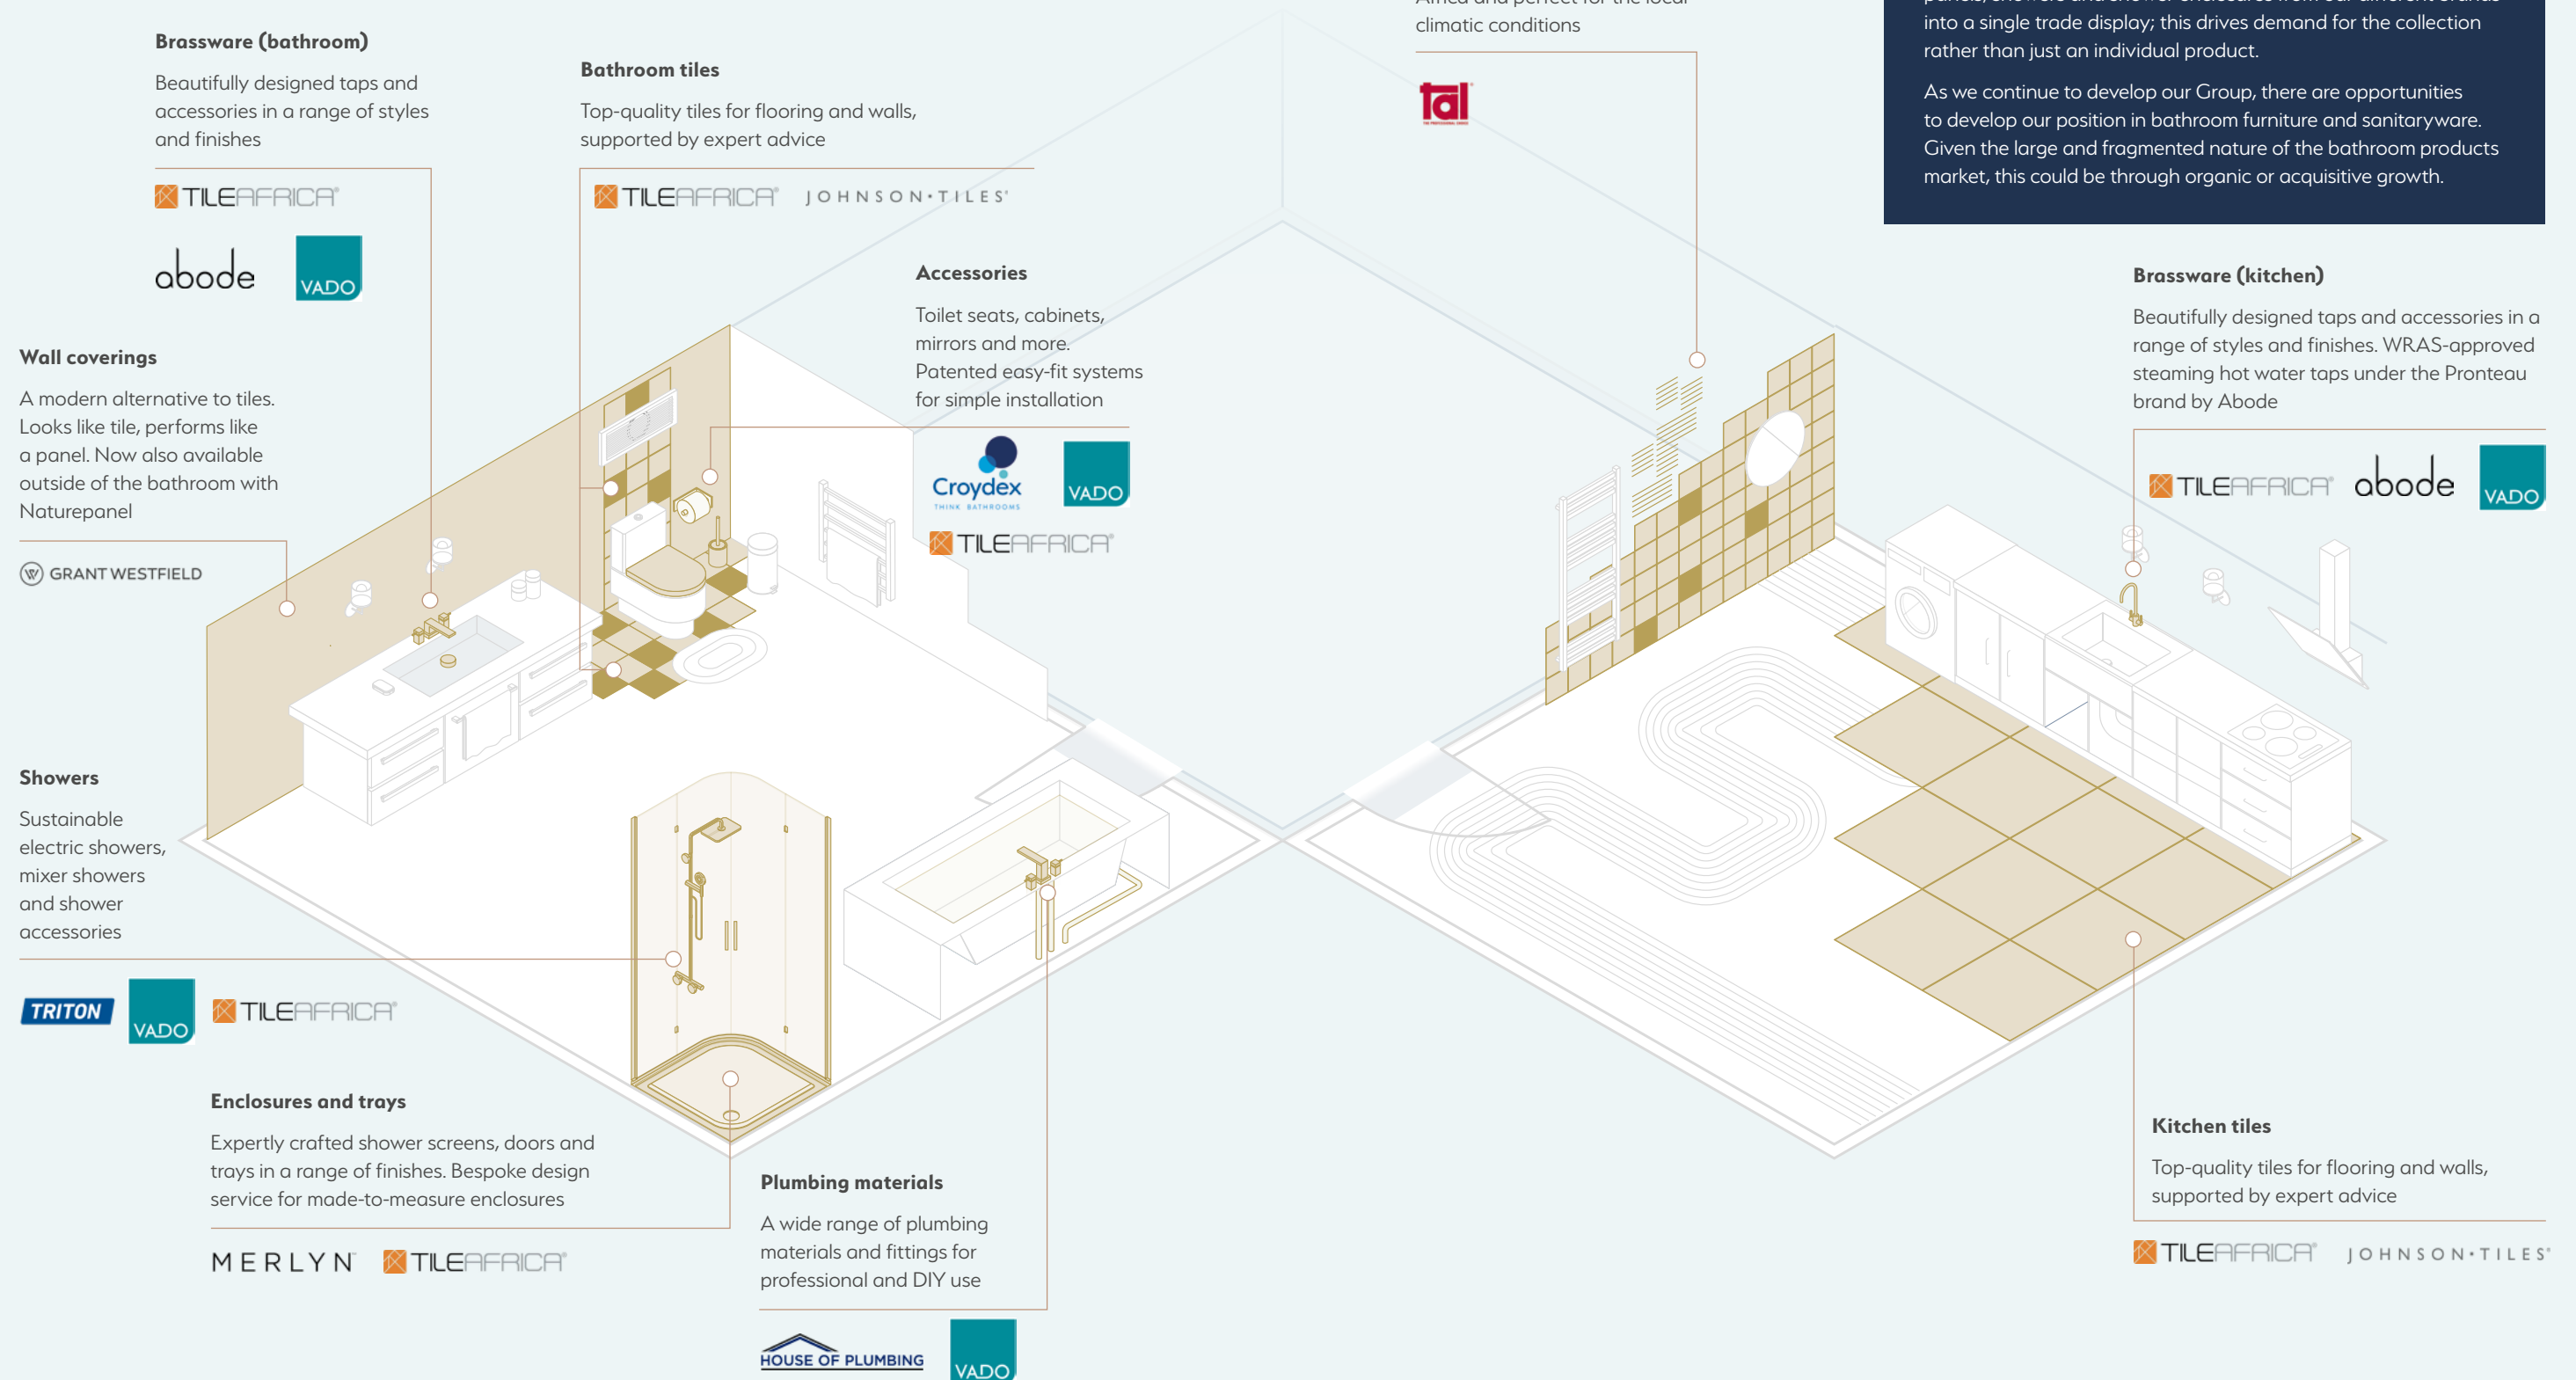 Brassware (bathroom)
Beautifully designed taps and
accessories in a range of styles
and finishes
TILEAFRICA®
abode
VADO
Bathroom tiles
Top-quality tiles for flooring and walls,
supported by expert advice
TILEAFRICA®
JOHNSON•TILES®
climatic conditions
tal®
into a single trade display; this drives demand for the collection
rather than just an individual product.
As we continue to develop our Group, there are opportunities
to develop our position in bathroom furniture and sanitaryware.
Given the large and fragmented nature of the bathroom products
market, this could be through organic or acquisitive growth.
Accessories
Toilet seats, cabinets,
mirrors and more.
Patented easy-fit systems
for simple installation
Croydex
THINK BATHROOMS
VADO
TILEAFRICA®
Brassware (kitchen)
Beautifully designed taps and accessories in a
range of styles and finishes. WRAS-approved
steaming hot water taps under the Pronteau
brand by Abode
TILEAFRICA®
abode
VADO
Wall coverings
A modern alternative to tiles.
Looks like tile, performs like
a panel. Now also available
outside of the bathroom with
Naturepanel
GRANT WESTFIELD
Showers
Sustainable
electric showers,
mixer showers
and shower
accessories
TRITON
VADO
TILEAFRICA®
Enclosures and trays
Expertly crafted shower screens, doors and
trays in a range of finishes. Bespoke design
service for made-to-measure enclosures
MERLYN
TILEAFRICA®
Plumbing materials
A wide range of plumbing
materials and fittings for
professional and DIY use
HOUSE OF PLUMBING
VADO
Kitchen tiles
Top-quality tiles for flooring and walls,
supported by expert advice
TILEAFRICA®
JOHNSON•TILES®